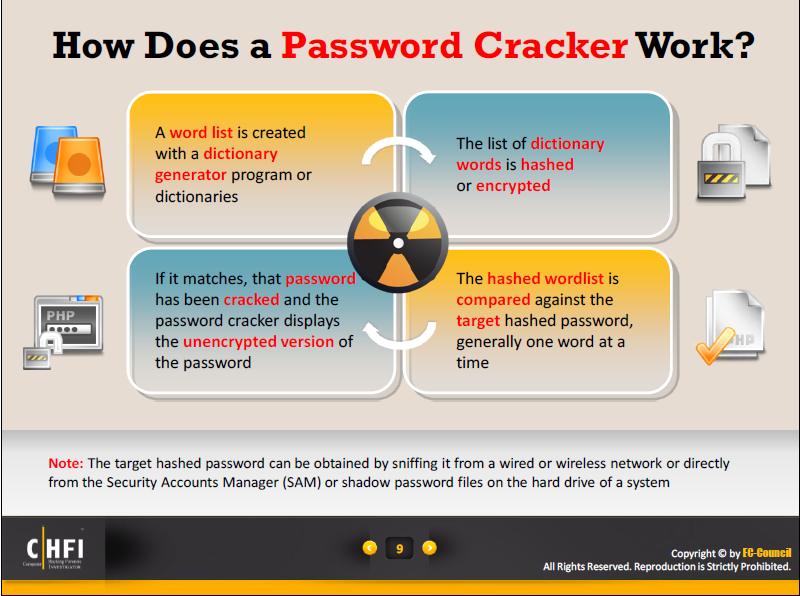 How Does a Password Cracker Work?
A word list is created
with a dictionary
generator program or
dictionaries
The list of dictionary
words is hashed
or encrypted
If it matches, that password
has been cracked and the
password cracker displays
the unencrypted version of
the password
The hashed wordlist is
compared against the
target hashed password,
generally one word at a
time
PHP
PHP
Note: The target hashed password can be obtained by sniffing it from a wired or wireless network or directly
from the Security Accounts Manager (SAM) or shadow password files on the hard drive of a system
CHFI
Computer Hacking Forensic
INVESTIGATOR
9
Copyright © by EC-Council
All Rights Reserved. Reproduction is Strictly Prohibited.